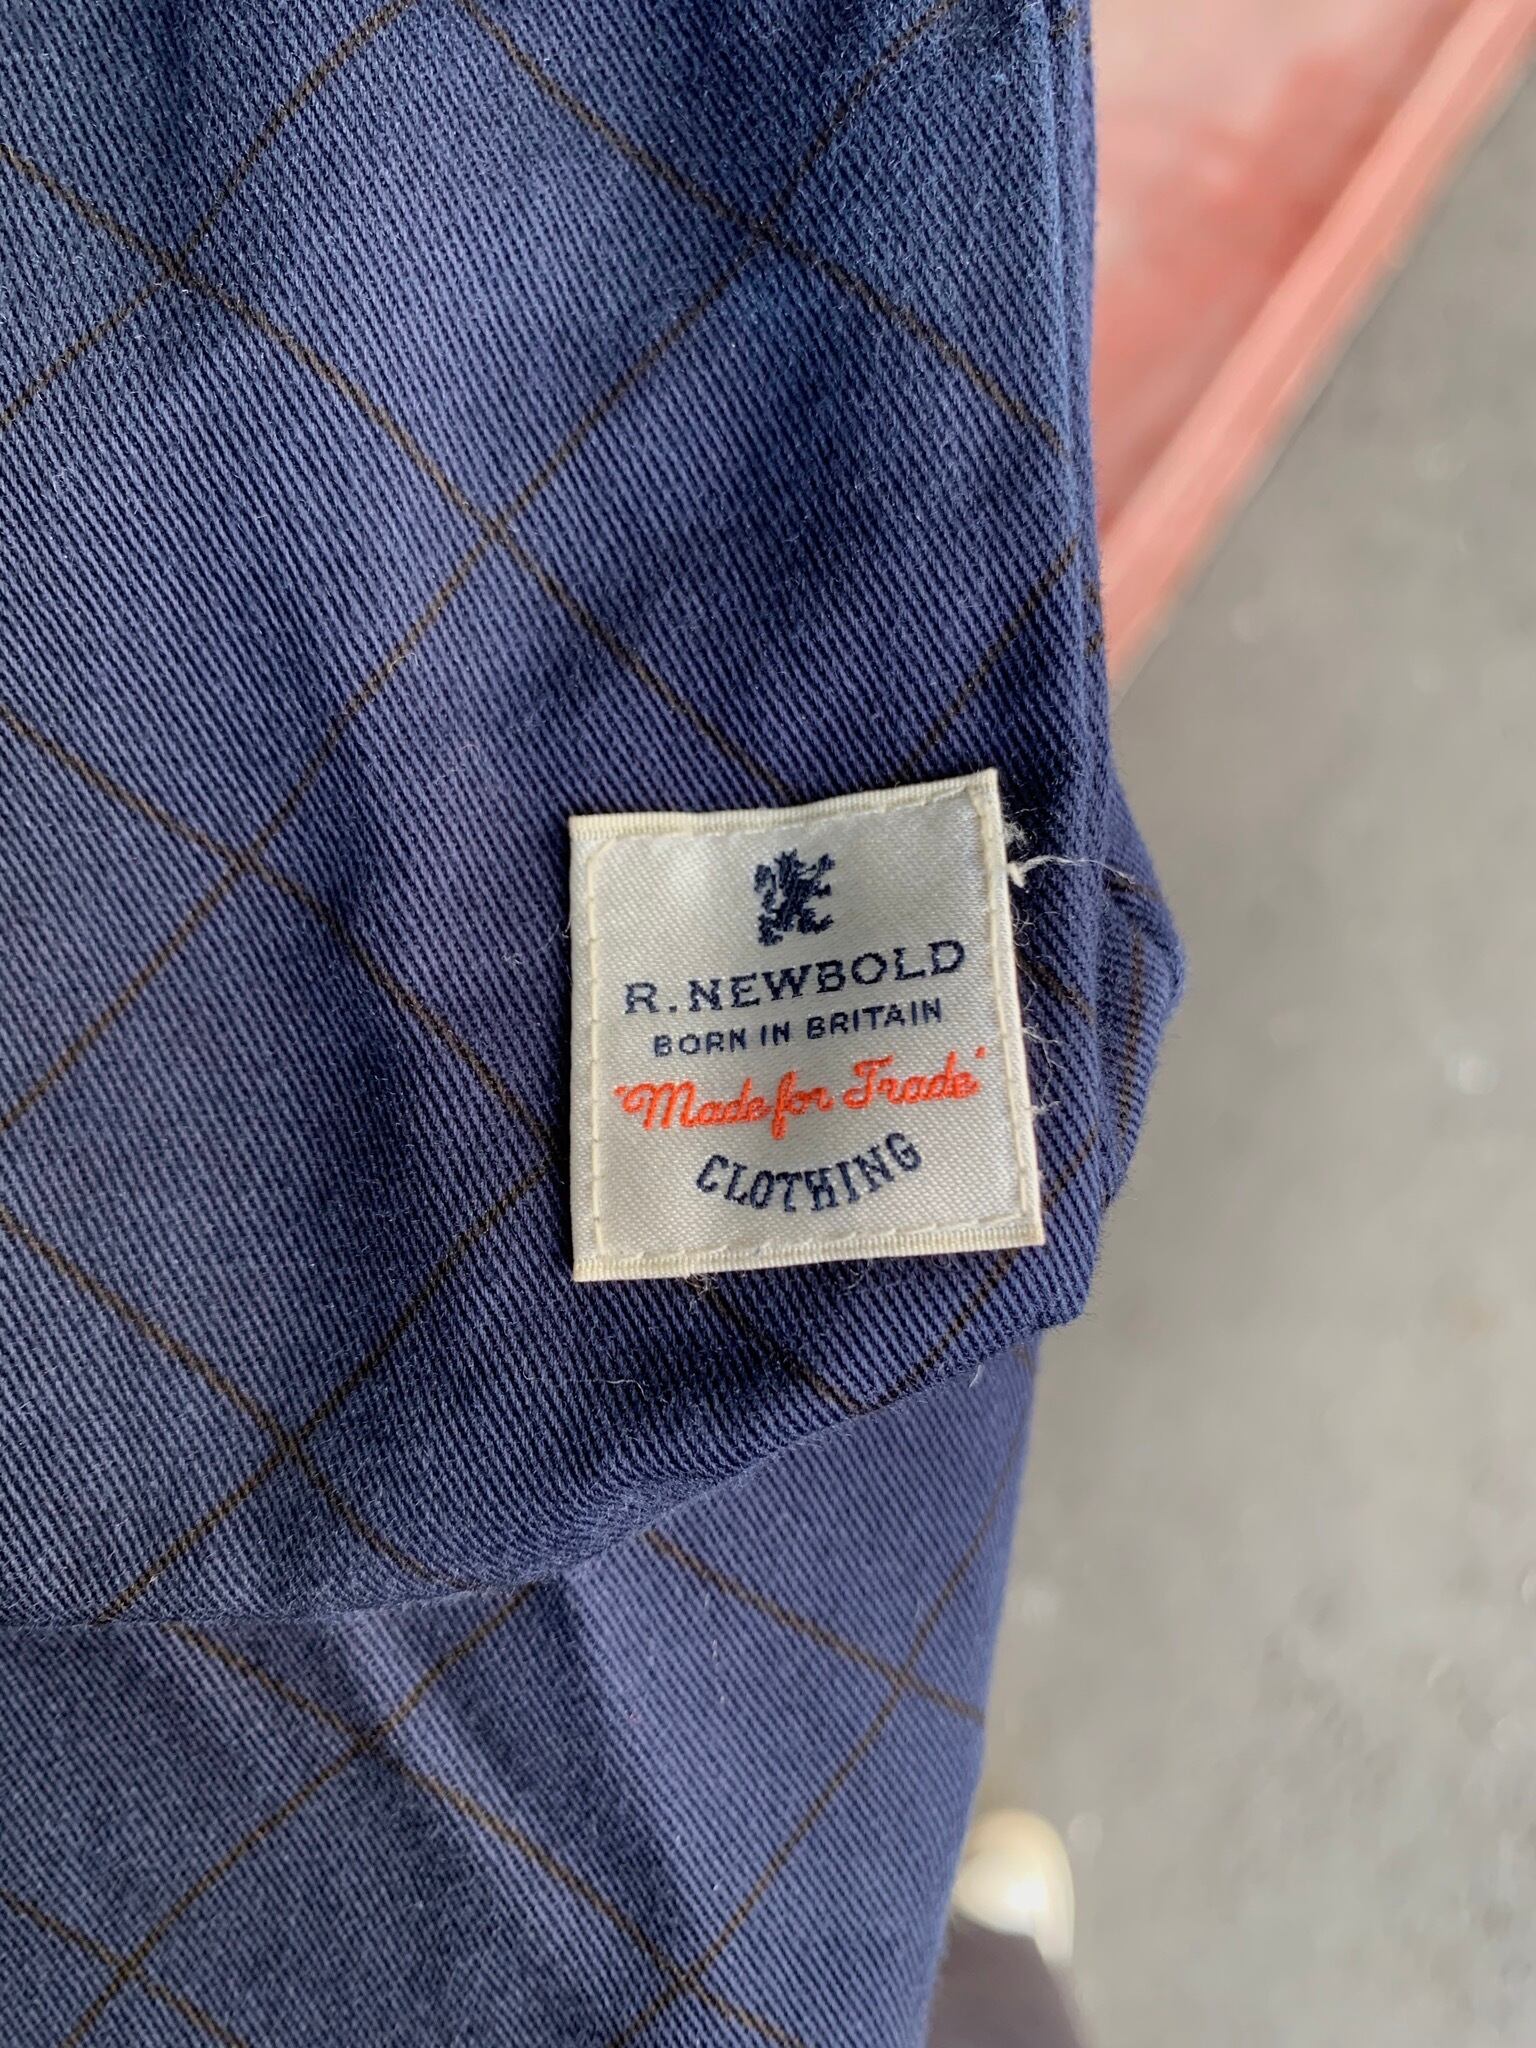 R.NEWBOLD
BORN IN BRITAIN
"Made for Trade"
CLOTHING